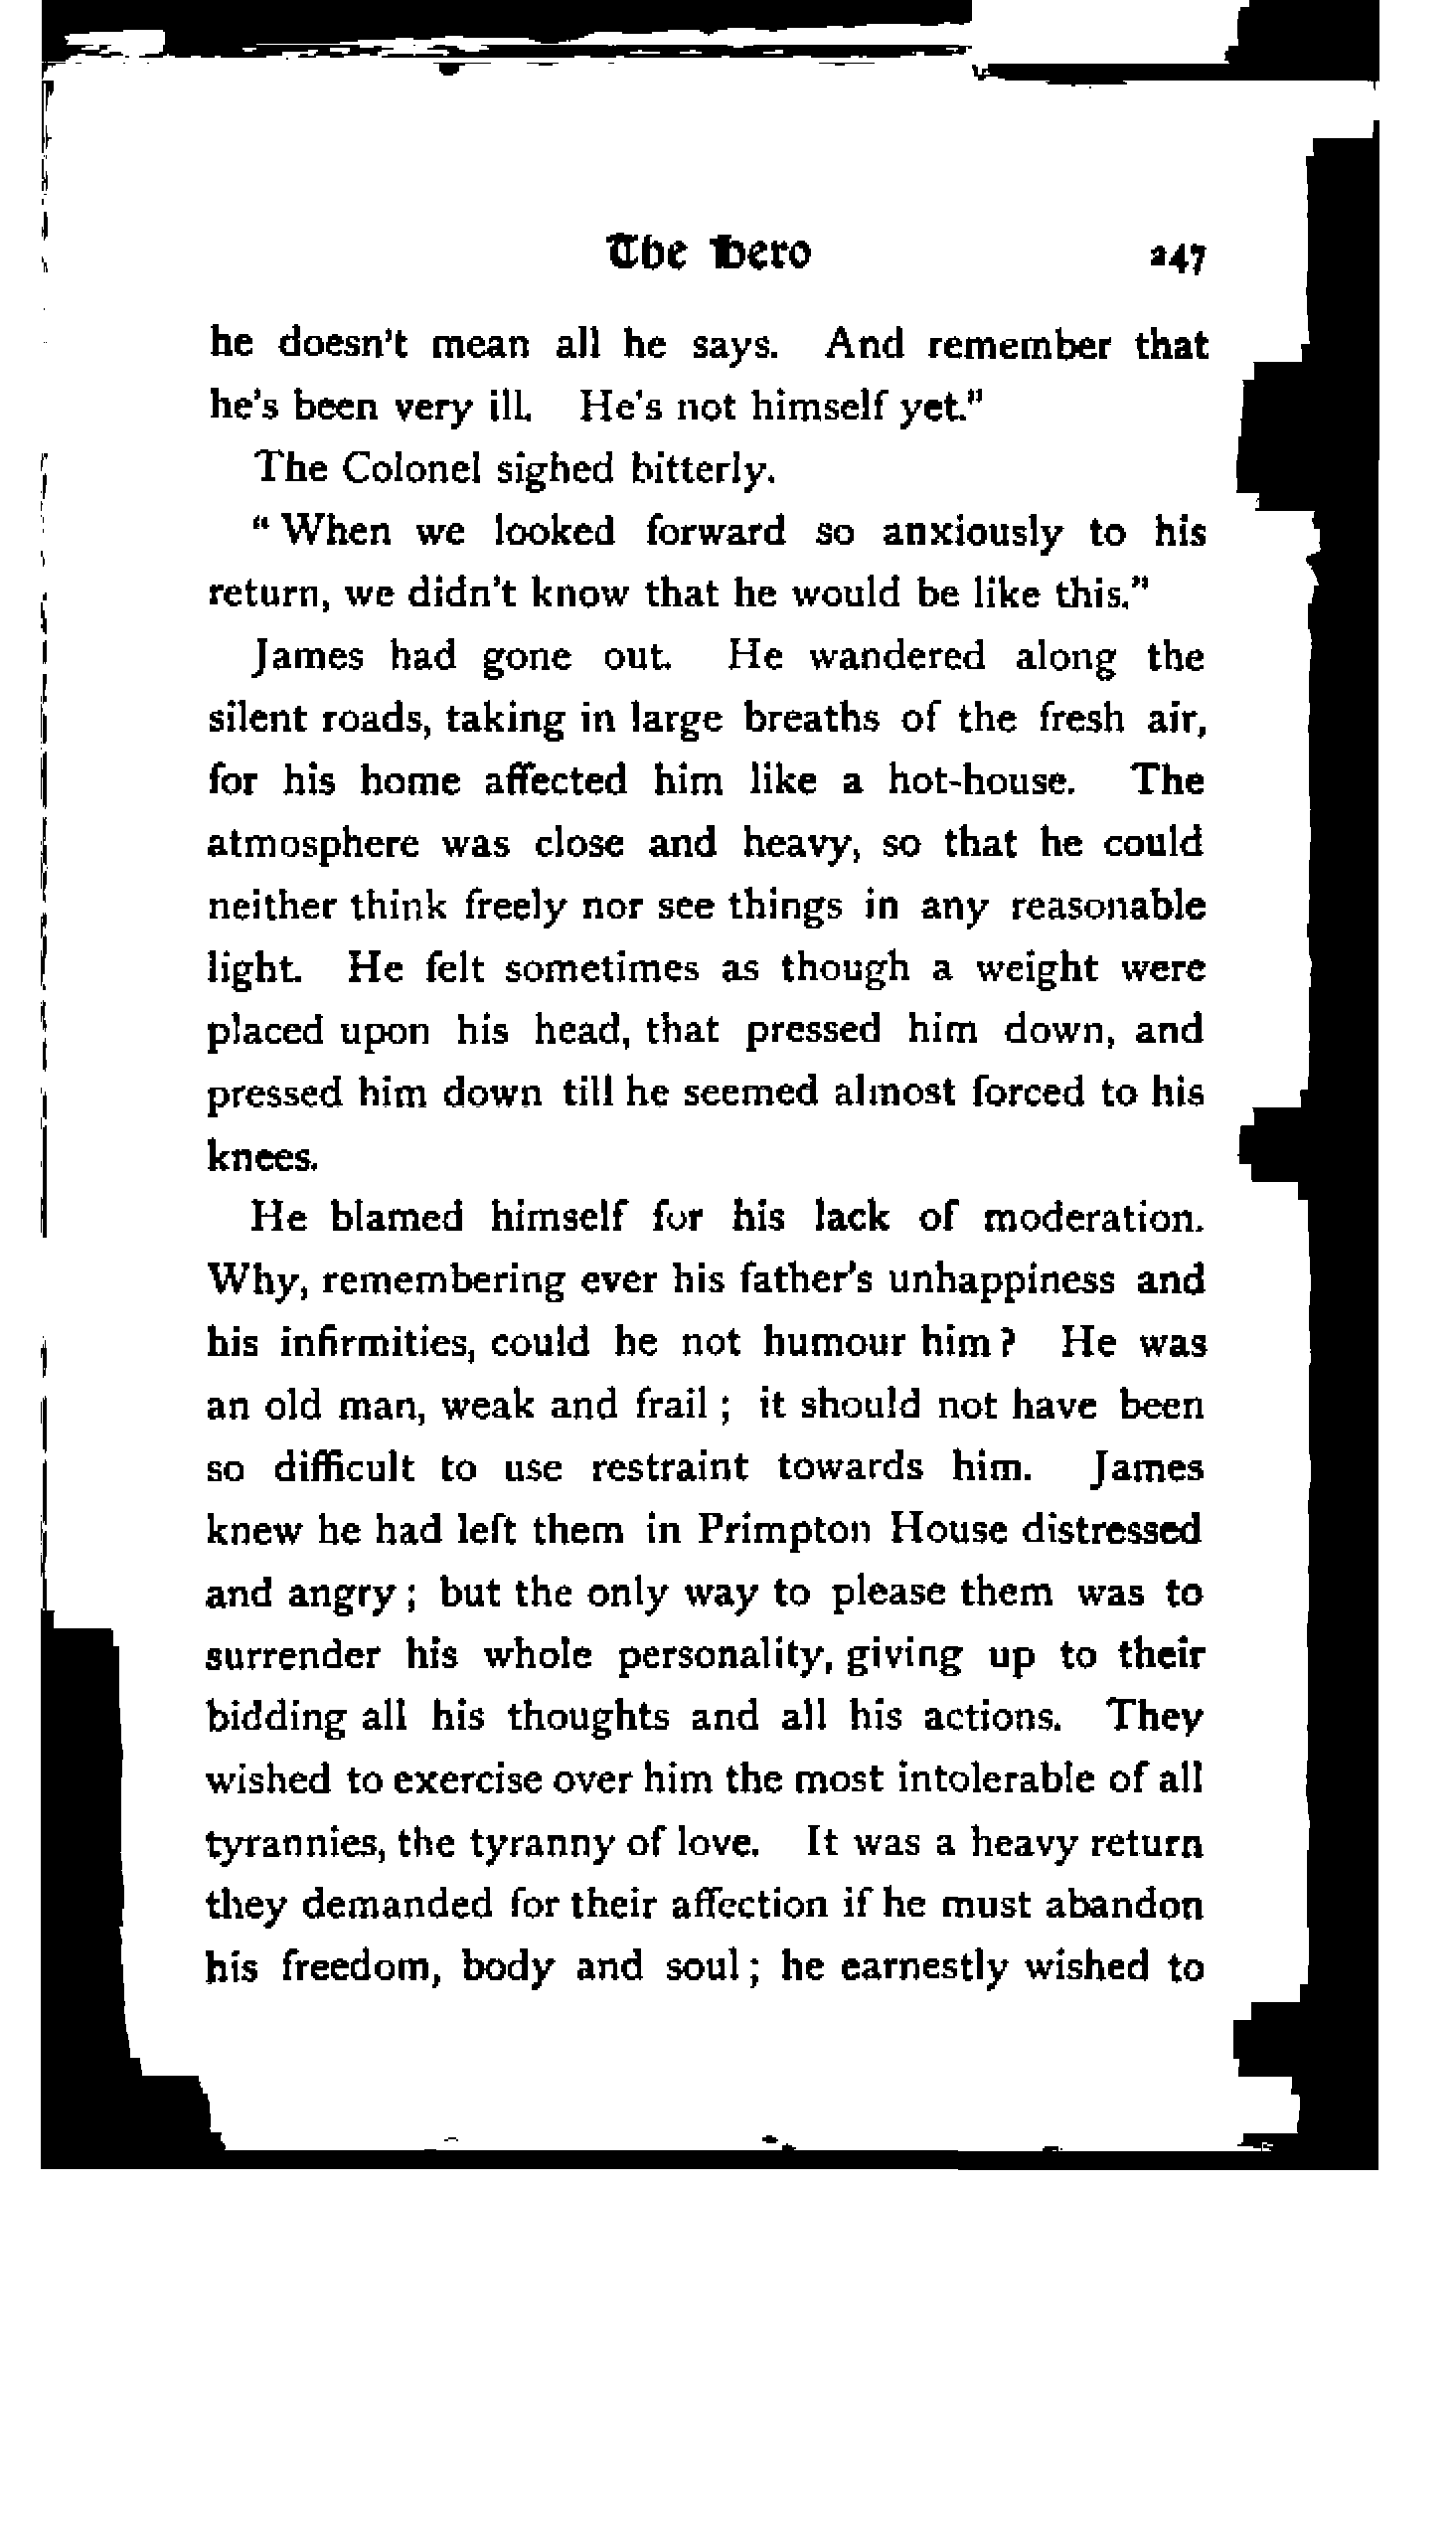 The Hero 247
he doesn't mean all he says. And remember that
he's been very ill. He's not himself yet."
The Colonel sighed bitterly.
"When we looked forward so anxiously to his
return, we didn't know that he would be like this."
James had gone out. He wandered along the
silent roads, taking in large breaths of the fresh air,
for his home affected him like a hot-house. The
atmosphere was close and heavy, so that he could
neither think freely nor see things in any reasonable
light. He felt sometimes as though a weight were
placed upon his head, that pressed him down, and
pressed him down till he seemed almost forced to his
knees.
He blamed himself for his lack of moderation.
Why, remembering ever his father's unhappiness and
his infirmities, could he not humour him? He was
an old man, weak and frail; it should not have been
so difficult to use restraint towards him. James
knew he had left them in Primpton House distressed
and angry; but the only way to please them was to
surrender his whole personality, giving up to their
bidding all his thoughts and all his actions. They
wished to exercise over him the most intolerable of all
tyrannies, the tyranny of love. It was a heavy return
they demanded for their affection if he must abandon
his freedom, body and soul; he earnestly wished to